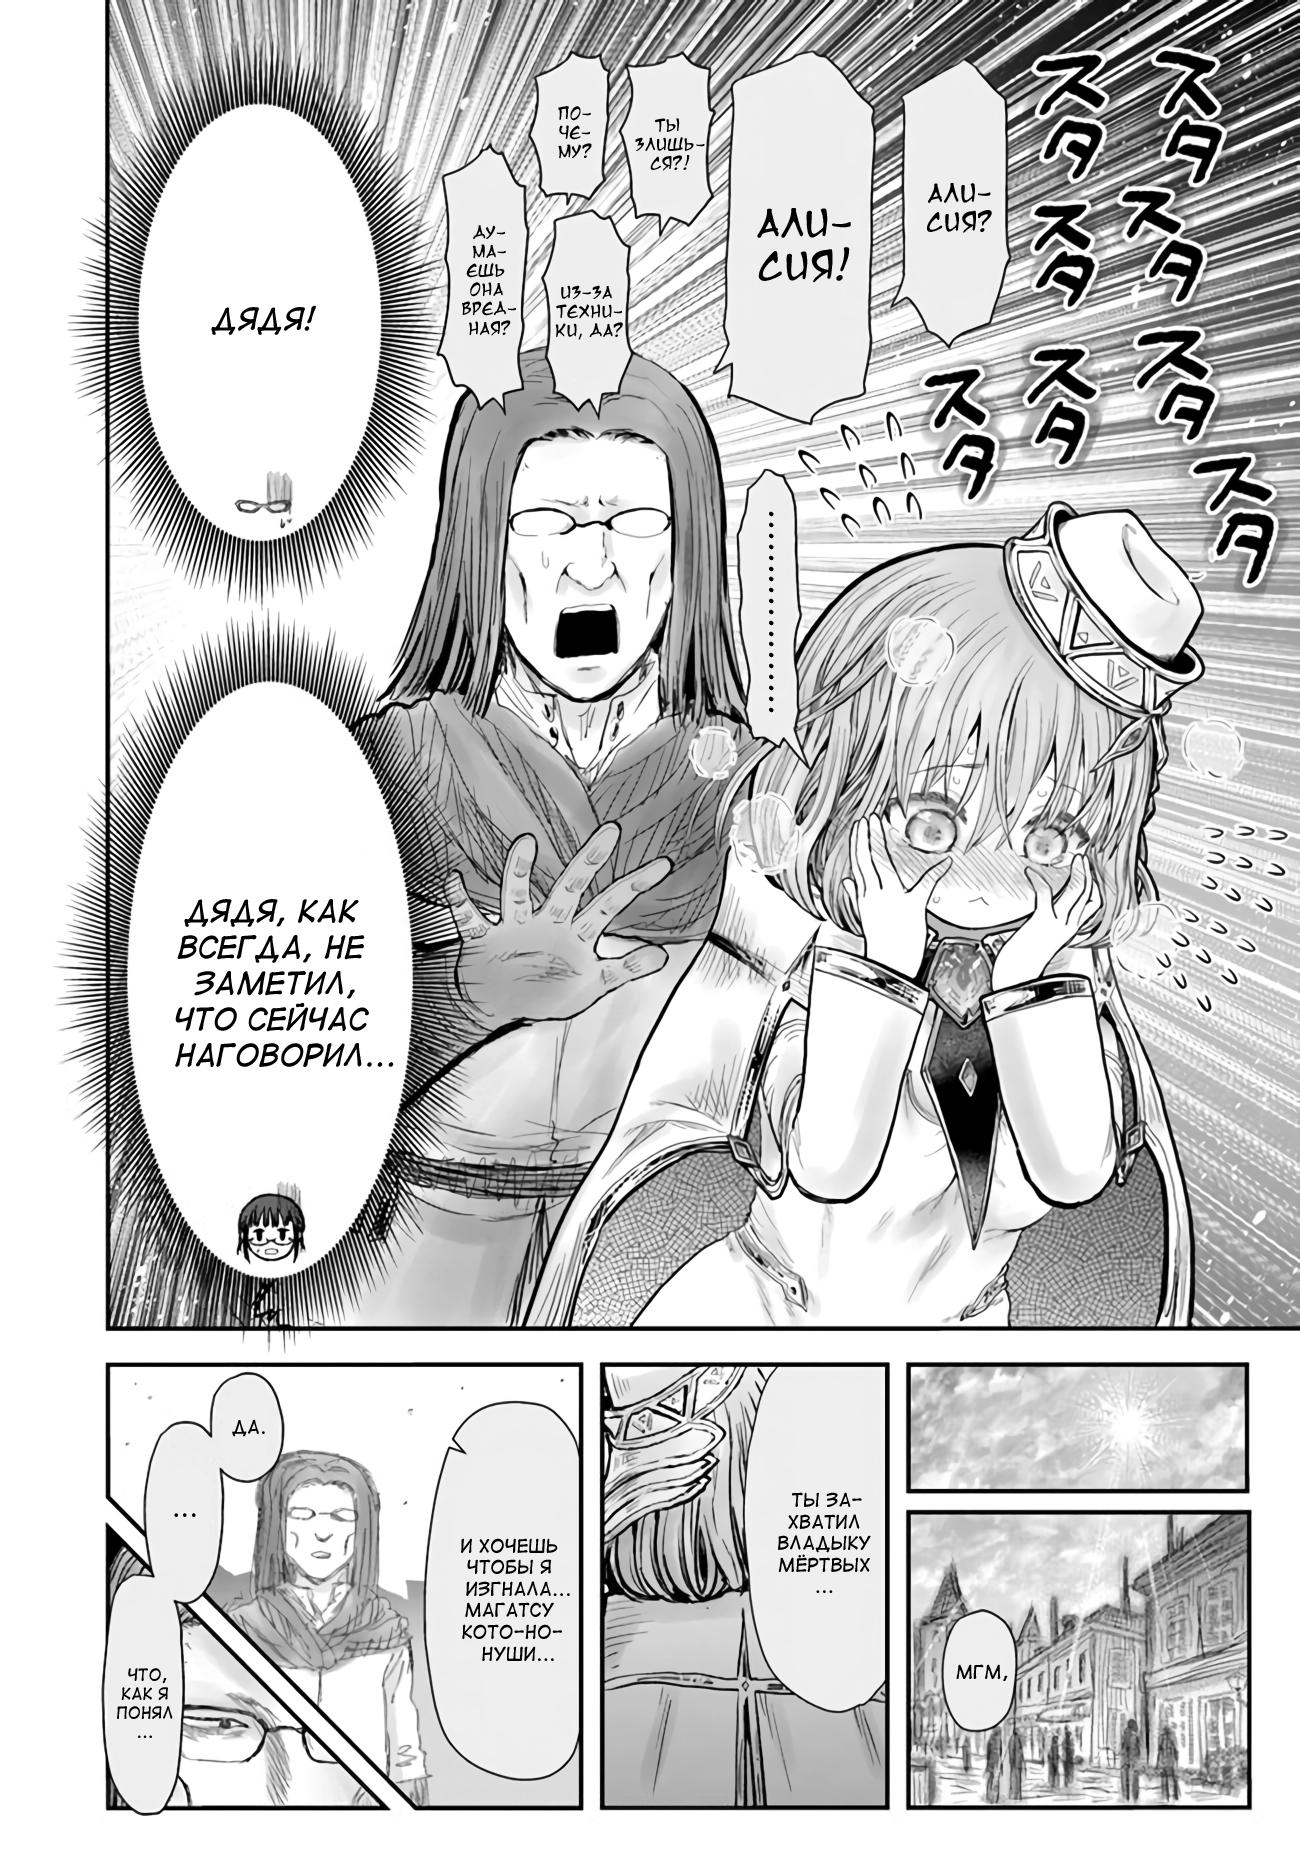 スタ
スタ
スタ
スタ
スタ
スタ
スタ
スタ
АЛИ-
СИЯ?
АЛИ-
СИЯ!
ТЫ
ЗЛИШЬ-
СЯ?!
ПО-
ЧЕ-
МУ?
ИЗ-ЗА
ТЕХНИ-
КИ, ДА?
ДУ-
МА-
ЕШЬ
ОНА
ВРЕД-
НАЯ?
................
ДЯДЯ!
ДЯДЯ, КАК
ВСЕГДА, НЕ
ЗАМЕТИЛ,
ЧТО СЕЙЧАС
НАГОВОРИЛ...
МГМ,
ТЫ ЗА-
ХВАТИЛ
ВЛАДЫКУ
МЁРТВЫХ
...
И ХОЧЕШЬ
ЧТОБЫ Я
ИЗГНАЛА...
МАГАТСУ
КОТО-НО-
НУШИ...
ДА.
...
ЧТО,
КАК Я
ПОНЯЛ
...